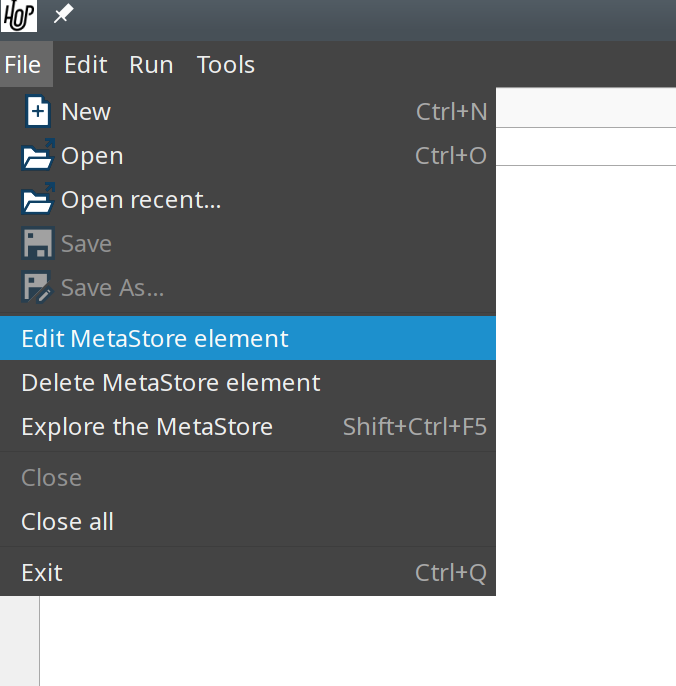 HOP
File Edit Run Tools
New Ctrl+N
Open Ctrl+O
Open recent...
Save
Save As...
Edit MetaStore element
Delete MetaStore element
Explore the MetaStore Shift+Ctrl+F5
Close
Close all
Exit Ctrl+Q